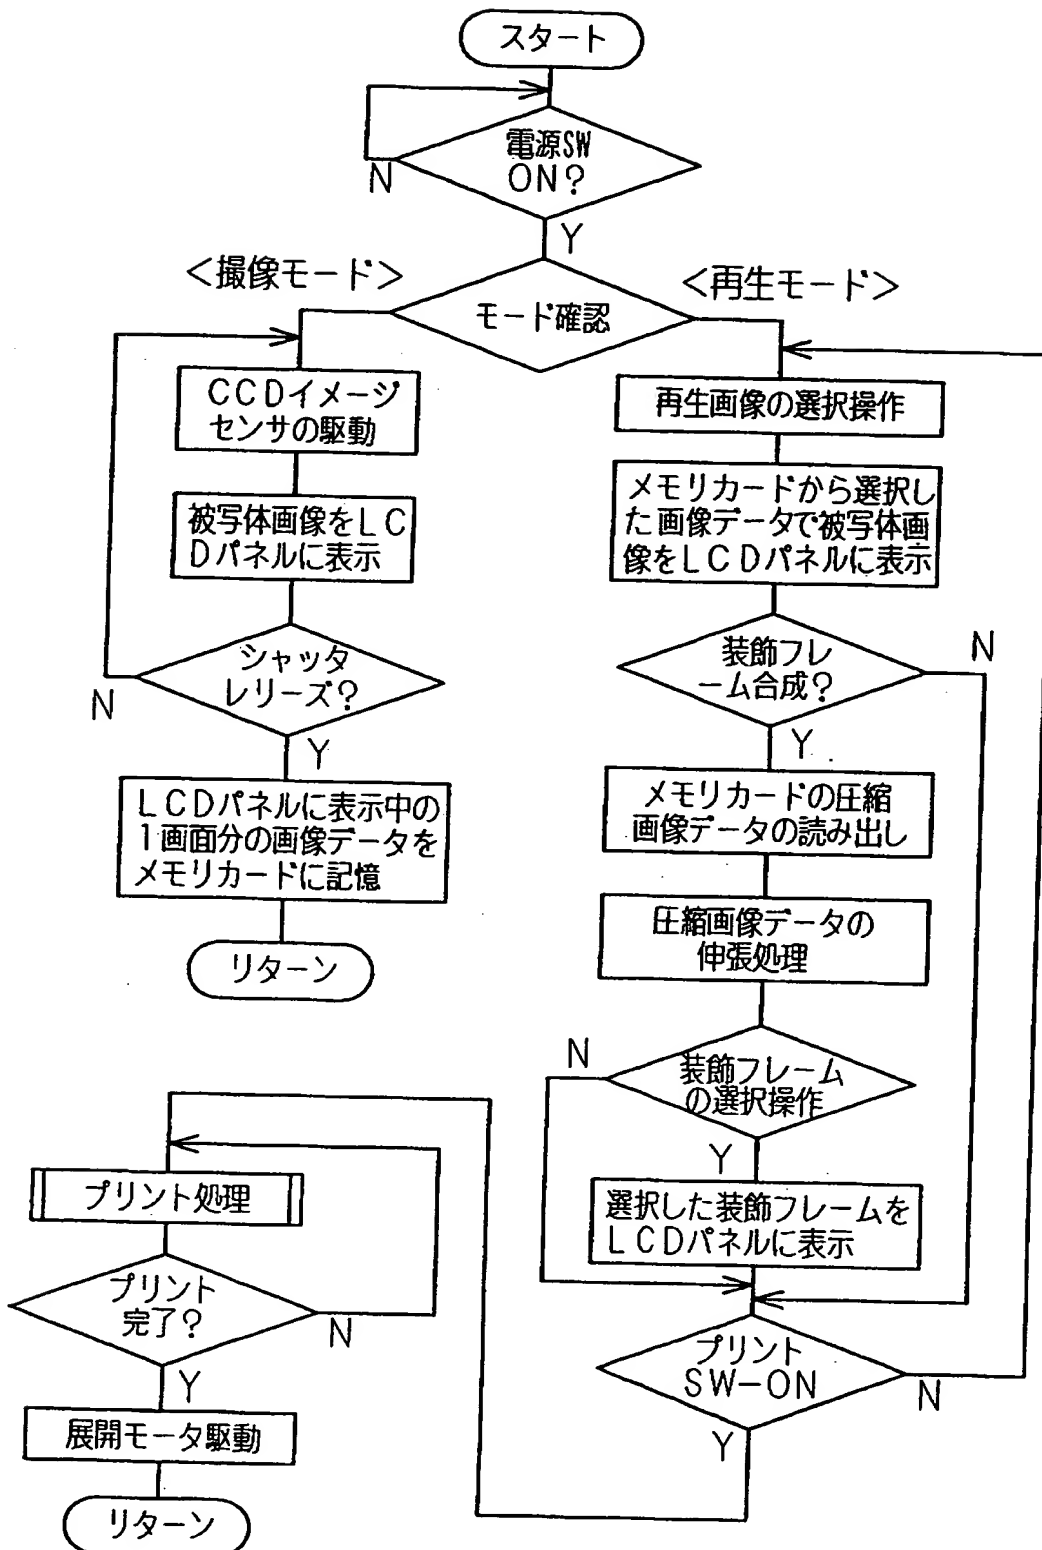 スタート
電源SW
ON?
N
Y
<撮像モード>
<再生モード>
モード確認
CCDイメージ
センサの駆動
被写体画像をLC
Dパネルに表示
シャッタ
レリーズ?
N
Y
LCDパネルに表示中の
1画面分の画像データを
メモリカードに記憶
リターン
再生画像の選択操作
メモリカードから選択し
た画像データで被写体画
像をLCDパネルに表示
装飾フレ
ーム合成?
N
Y
メモリカードの圧縮
画像データの読み出し
圧縮画像データの
伸張処理
装飾フレーム
の選択操作
N
Y
選択した装飾フレームを
LCDパネルに表示
プリント
SW-ON
N
Y
プリント処理
プリント
完了?
N
Y
展開モータ駆動
リターン